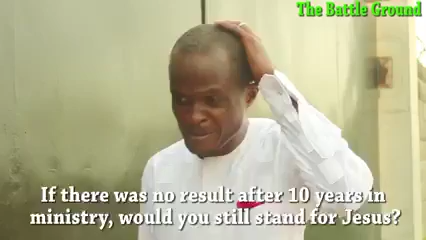 The Battle Ground
If there was no result after 10 years in
ministry, would you still stand for Jesus?